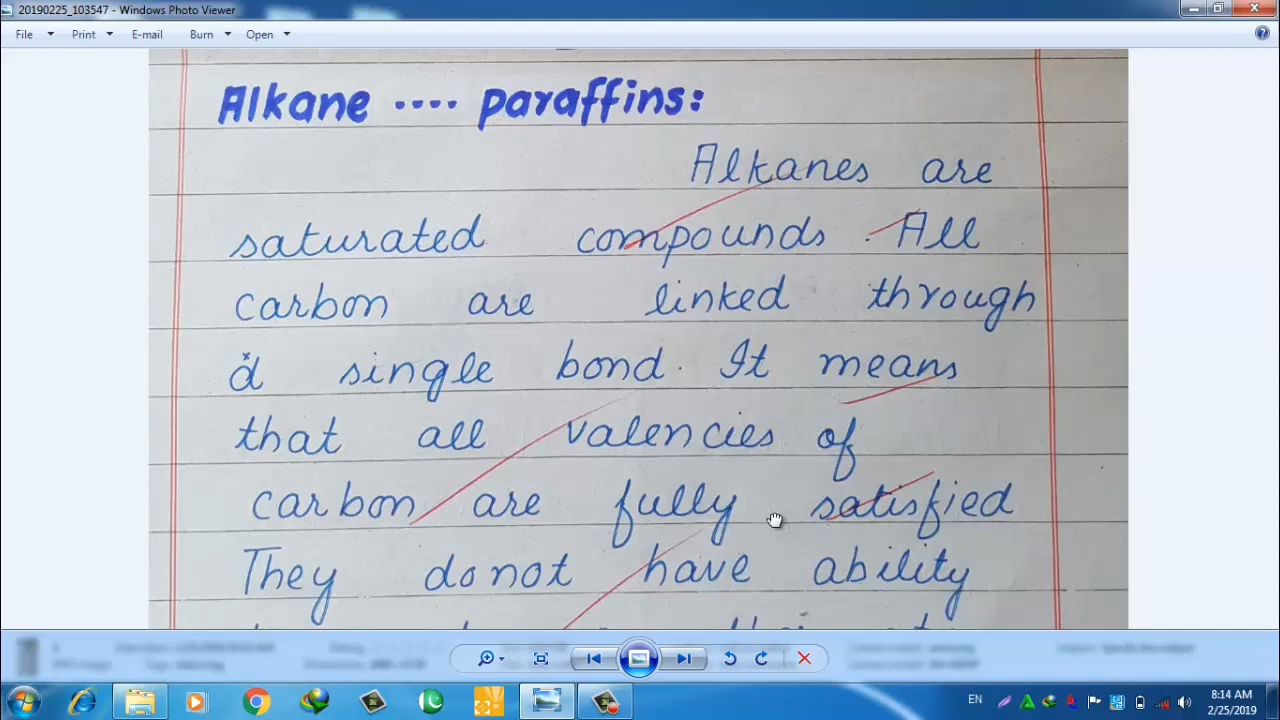 20190225_103547 - Windows Photo Viewer
File Print E-mail Burn Open
Alkane .... paraffins:
Alkanes are
saturated compounds. All
carbon are linked through
a single bond. It means
that all valencies of
carbon are fully satisfied
They donot have ability
EN 8:14 AM
2/25/2019